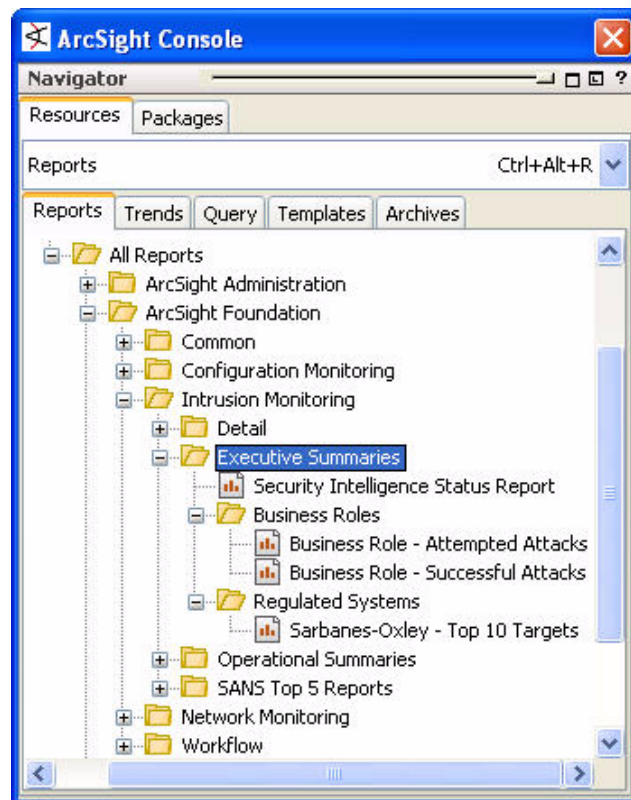 ArcSight Console
Navigator ?
Resources Packages
Reports Ctrl+Alt+R
Reports Trends Query Templates Archives
All Reports
ArcSight Administration
ArcSight Foundation
Common
Configuration Monitoring
Intrusion Monitoring
Detail
Executive Summaries
Security Intelligence Status Report
Business Roles
Business Role - Attempted Attacks
Business Role - Successful Attacks
Regulated Systems
Sarbanes-Oxley - Top 10 Targets
Operational Summaries
SANS Top 5 Reports
Network Monitoring
Workflow